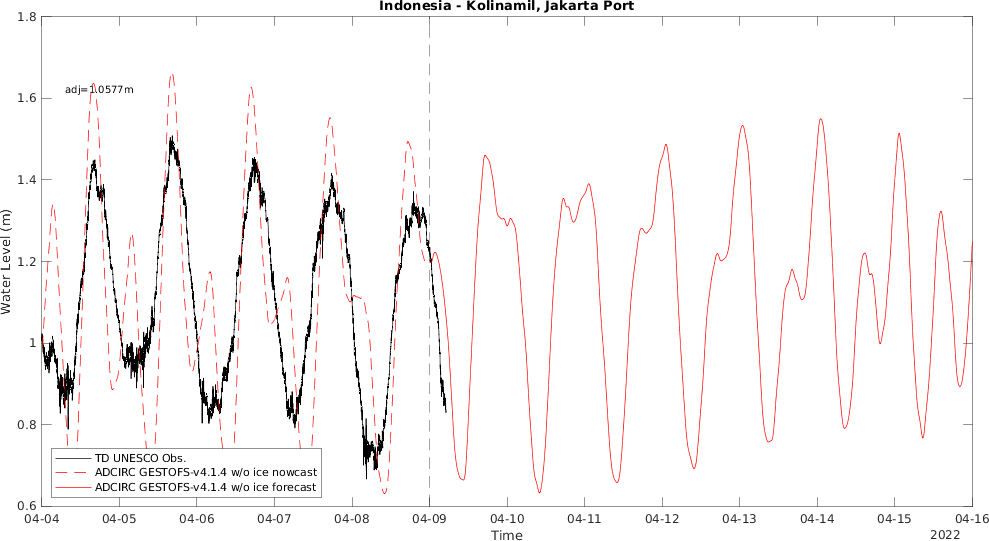 Indonesia - Kolinamil, Jakarta Port
1.8
1.6
1.4
1.2
1
0.8
0.6
Water Level (m)
adj=1.0577m
TD UNESCO Obs.
ADCIRC GESTOFS-v4.1.4 w/o ice nowcast
ADCIRC GESTOFS-v4.1.4 w/o ice forecast
04-04 04-05 04-06 04-07 04-08 04-09 04-10 04-11 04-12 04-13 04-14 04-15 04-16
Time
2022